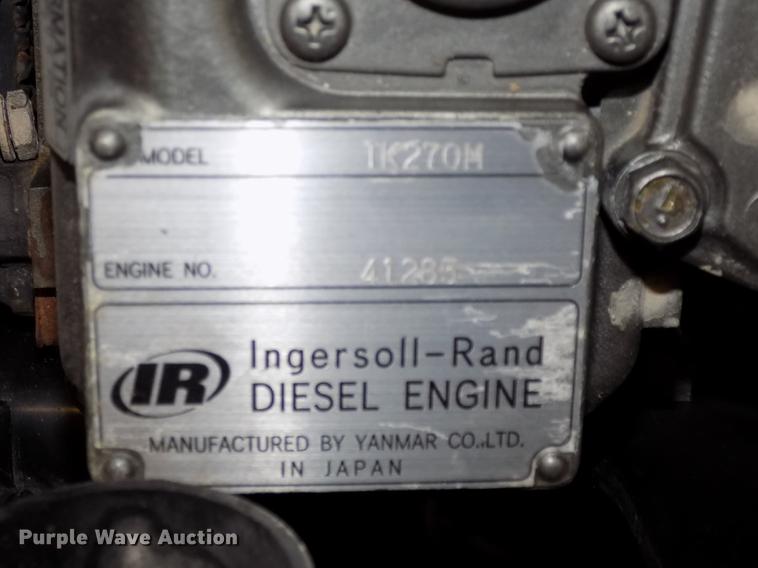 RMATION
MODEL TK270M
ENGINE NO. 41285
IR Ingersoll-Rand
DIESEL ENGINE
MANUFACTURED BY YANMAR CO.,LTD.
IN JAPAN
Purple Wave Auction